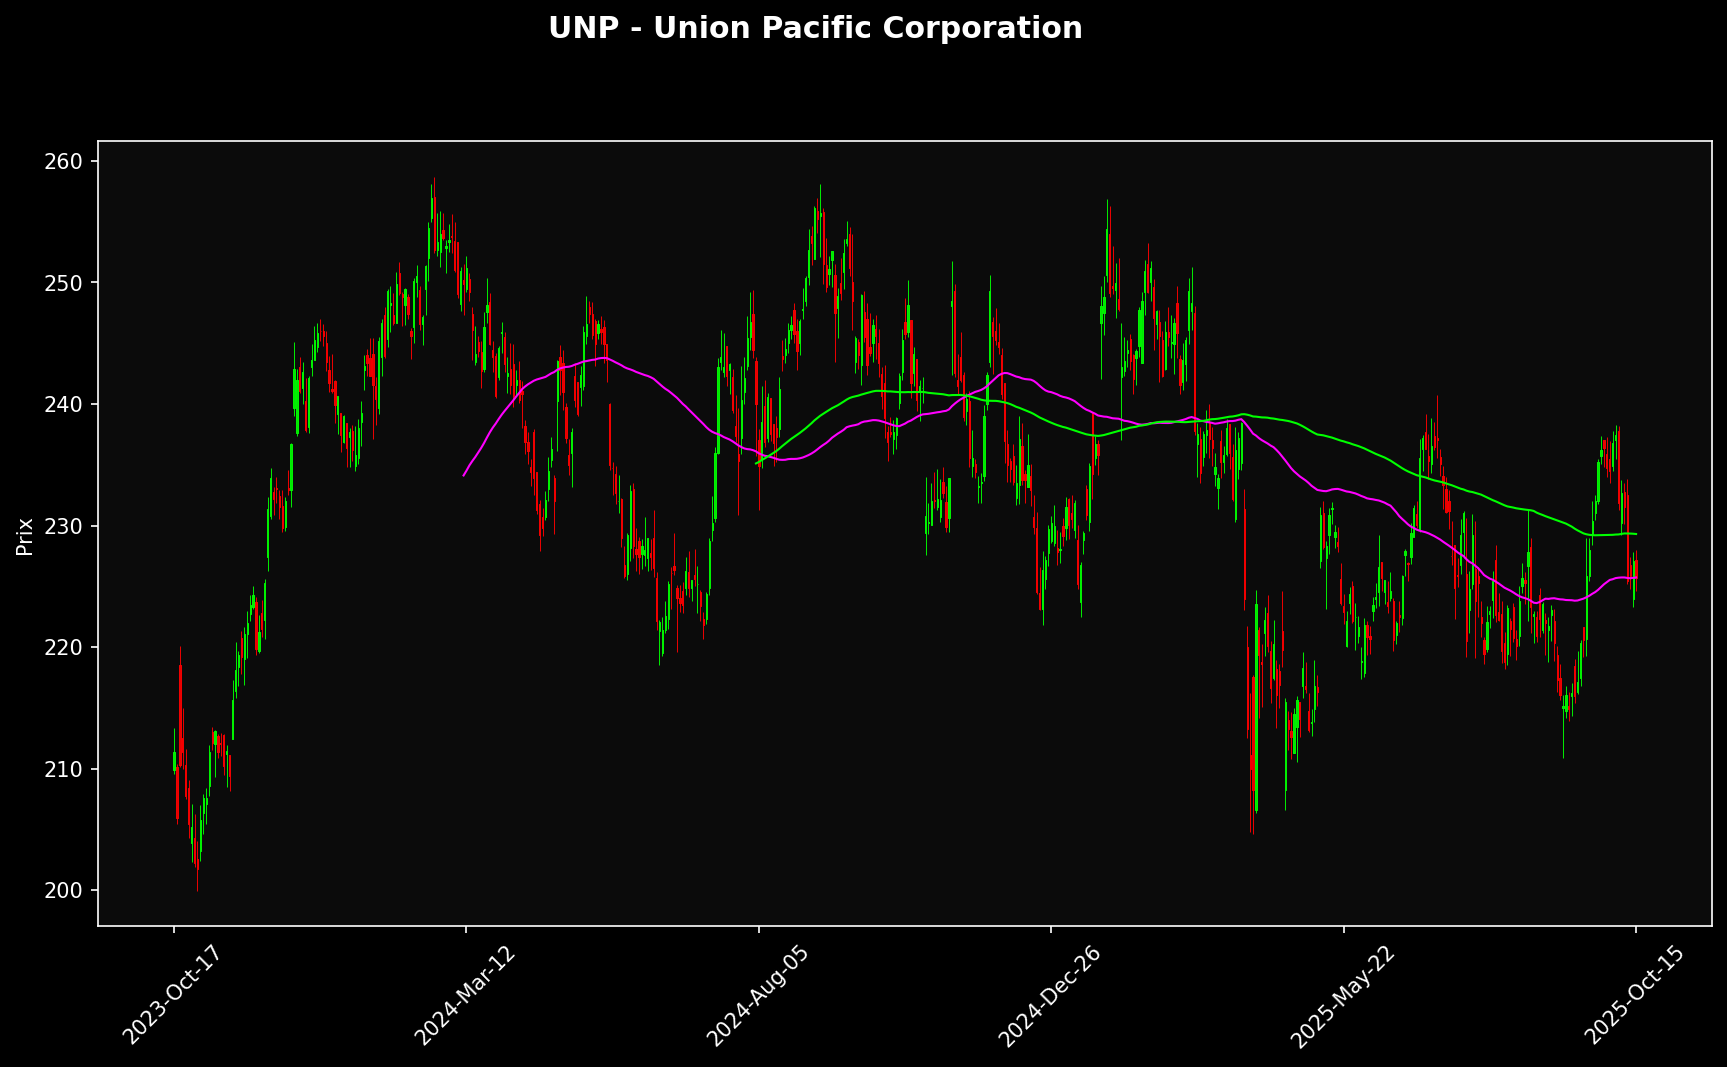 UNP - Union Pacific Corporation
260
250
240
230
220
210
200
Prix
2023-Oct-17
2024-Mar-12
2024-Aug-05
2024-Dec-26
2025-May-22
2025-Oct-15